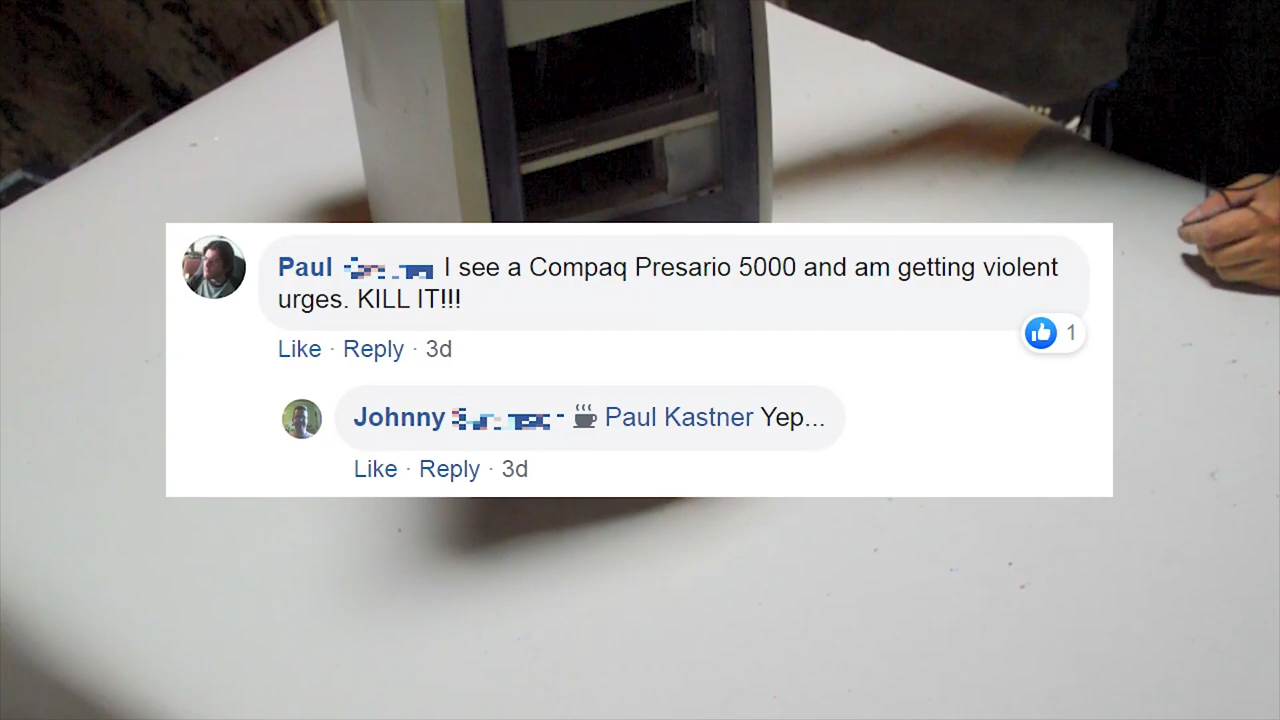 Paul I see a Compaq Presario 5000 and am getting violent
urges. KILL IT!!!
1
Like · Reply · 3d
Johnny Paul Kastner Yep...
Like · Reply · 3d